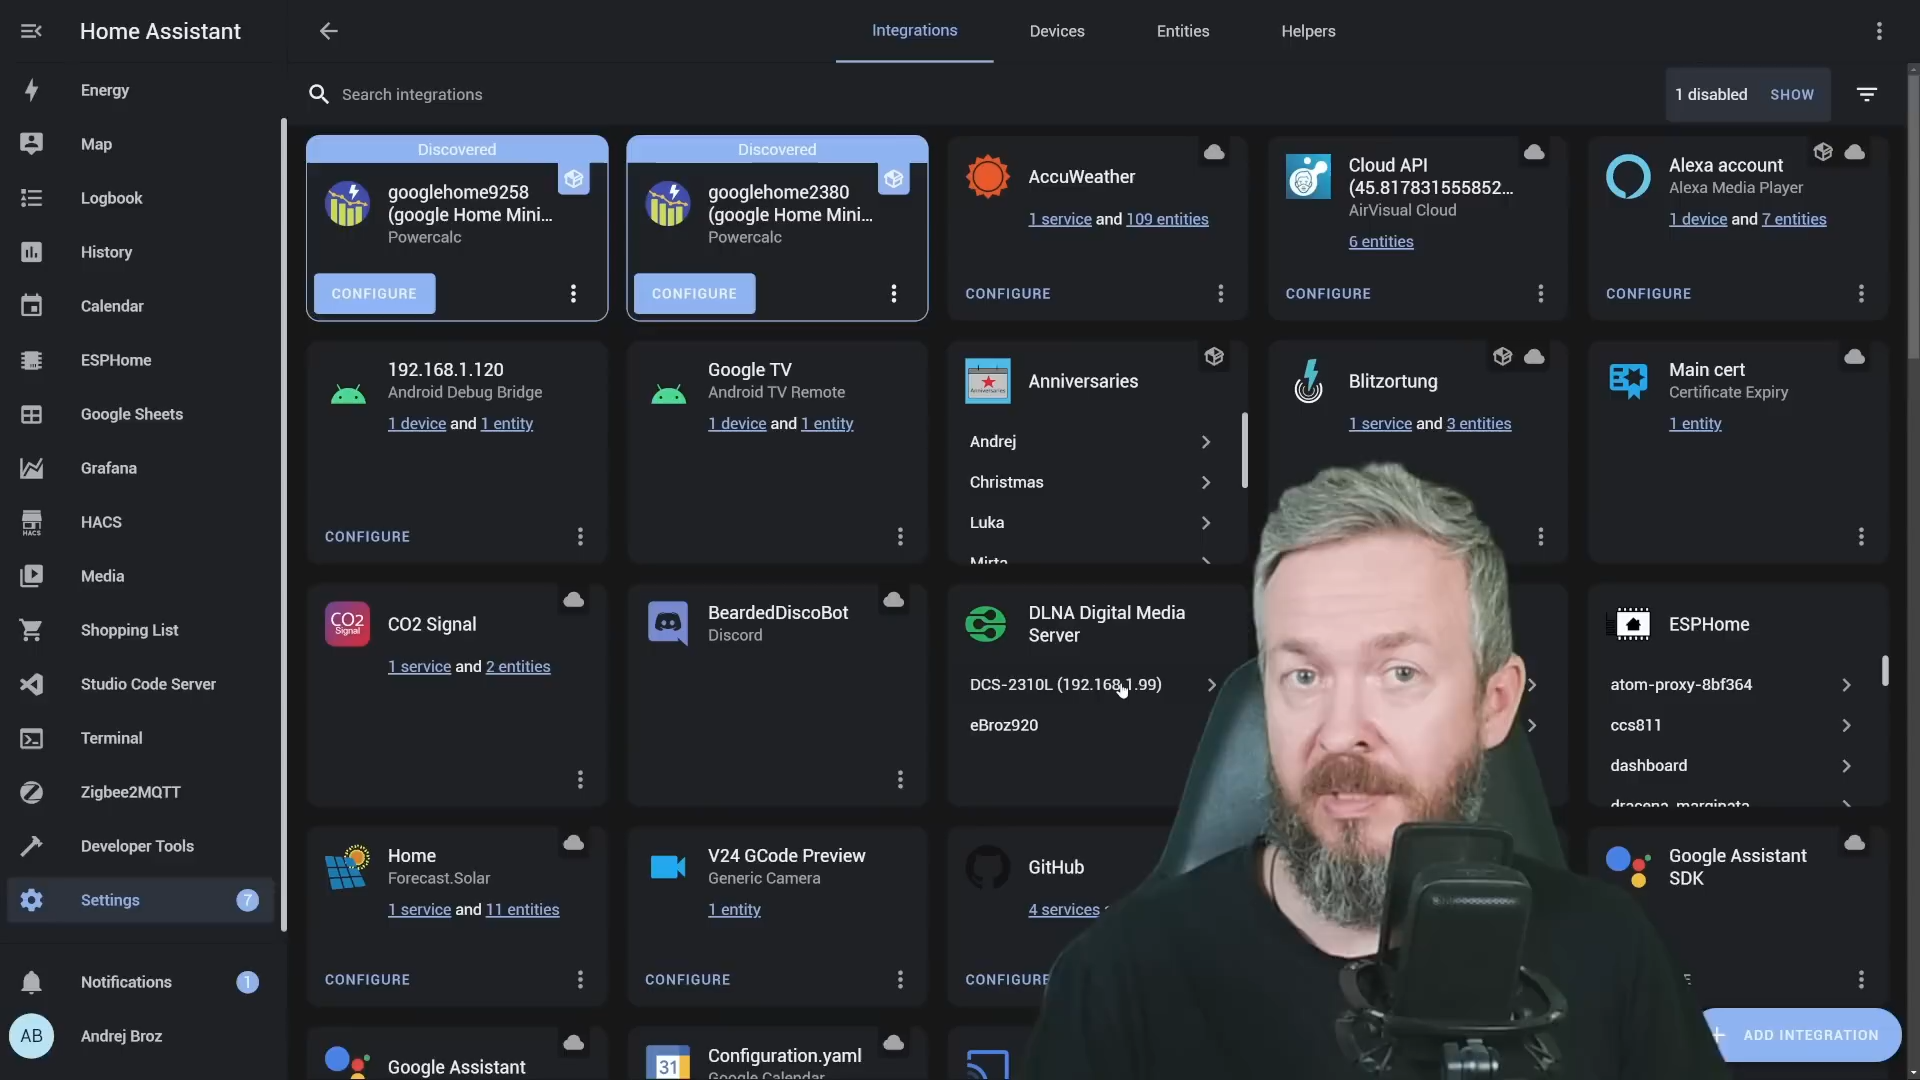 Home Assistant
Integrations
Devices
Entities
Helpers
Search integrations
1 disabled SHOW
Energy
Map
Logbook
History
Calendar
ESPHome
Google Sheets
Grafana
HACS
HACS
Media
Shopping List
Studio Code Server
Terminal
Zigbee2MQTT
Developer Tools
Settings 7
Notifications 1
AB Andrej Broz
Discovered
googlehome9258
(google Home Mini...
Powercalc
CONFIGURE
Discovered
googlehome2380
(google Home Mini...
Powercalc
CONFIGURE
AccuWeather
1 service and 109 entities
CONFIGURE
Cloud API
(45.817831555852...
AirVisual Cloud
6 entities
CONFIGURE
Alexa account
Alexa Media Player
1 device and 7 entities
CONFIGURE
192.168.1.120
Android Debug Bridge
1 device and 1 entity
CONFIGURE
Google TV
Android TV Remote
1 device and 1 entity
Anniversaries
Anniversaries
Andrej
Christmas
Luka
Mirta
Blitzortung
1 service and 3 entities
Main cert
Certificate Expiry
1 entity
CO2
Signal
CO2 Signal
1 service and 2 entities
BeardedDiscoBot
Discord
DLNA Digital Media
Server
DCS-2310L (192.168.1.99)
eBroz920
ESPHome
atom-proxy-8bf364
ccs811
dashboard
dracena_marginata
Home
Forecast.Solar
1 service and 11 entities
CONFIGURE
V24 GCode Preview
Generic Camera
1 entity
CONFIGURE
GitHub
4 services
CONFIGURE
Google Assistant
SDK
E
Google Assistant
31
Configuration.yaml
Google Calendar
+ ADD INTEGRATION